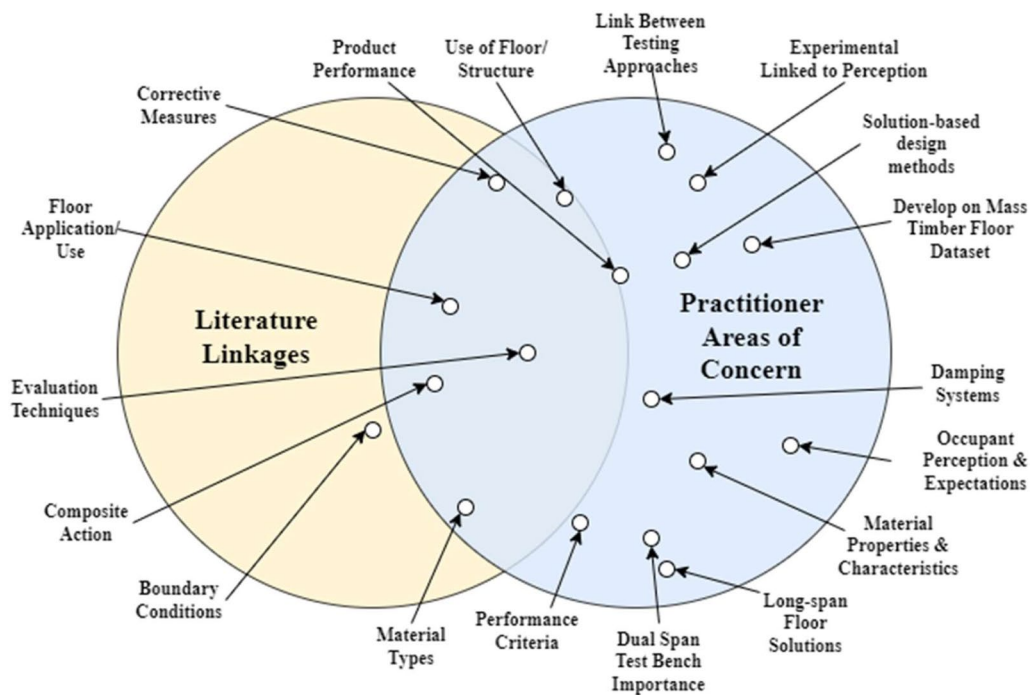 Link Between
Testing
Approaches
Product
Performance
Use of Floor/
Structure
Experimental
Linked to Perception
Corrective
Measures
Solution-based
design
methods
Floor
Application/
Use
Develop on Mass
Timber Floor
Dataset
Literature
Linkages
Practitioner
Areas of
Concern
Evaluation
Techniques
Damping
Systems
Occupant
Perception &
Expectations
Composite
Action
Material
Properties &
Characteristics
Boundary
Conditions
Material
Types
Performance
Criteria
Dual Span
Test Bench
Importance
Long-span
Floor
Solutions